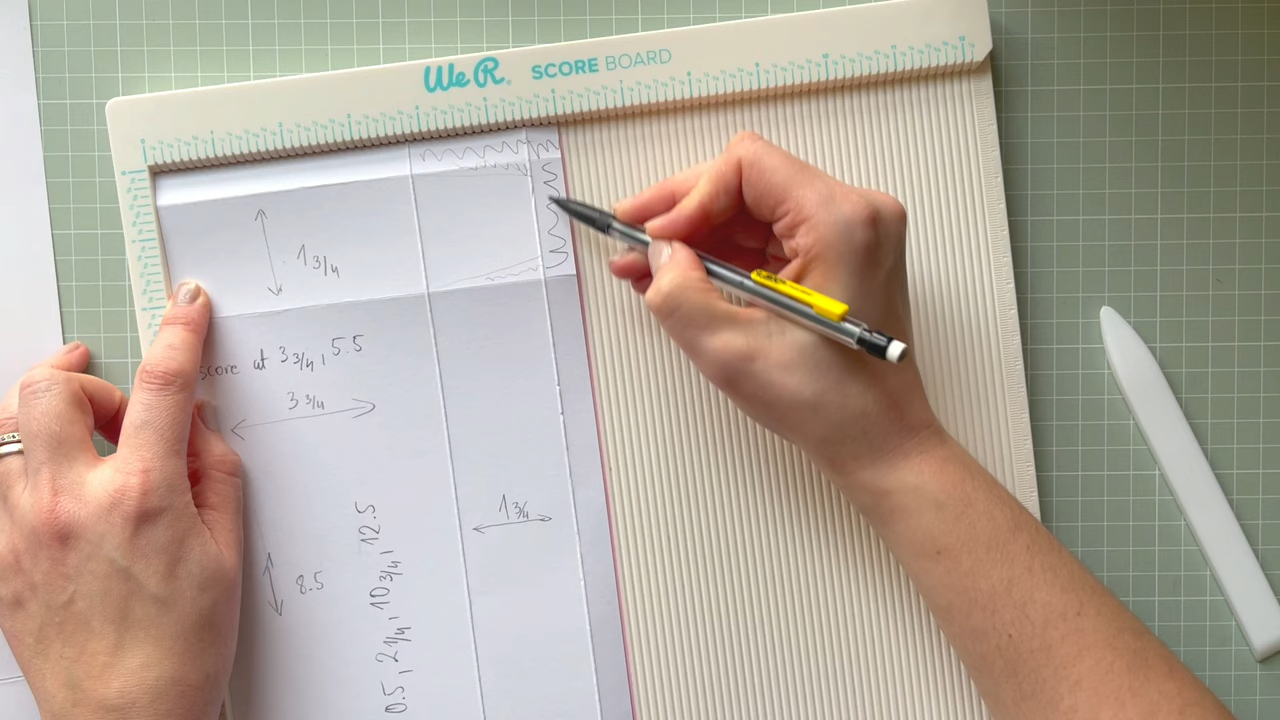 We R® SCORE BOARD
1 3/4
score at 3 3/4, 5.5
3 3/4
1 3/4
8.5
0.5, 2 1/4, 10 3/4, 12.5